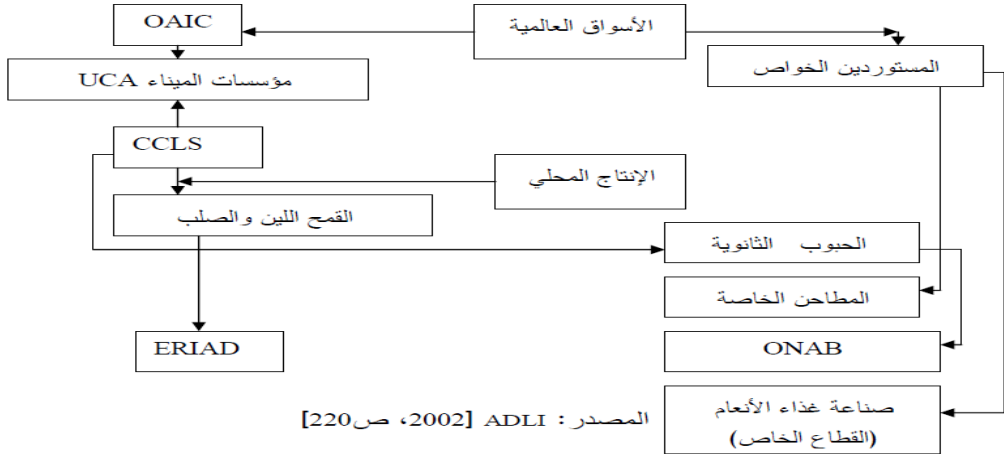 OAIC
الأسواق العالمية
المستوردين الخواص
مؤسسات الميناء UCA
CCLS
الإنتاج المحلي
القمح اللين والصلب
الحبوب الثانوية
المطاحن الخاصة
ERIAD
ONAB
صناعة غذاء الأنعام
(القطاع الخاص)
المصدر: ADLI [2002، ص220]